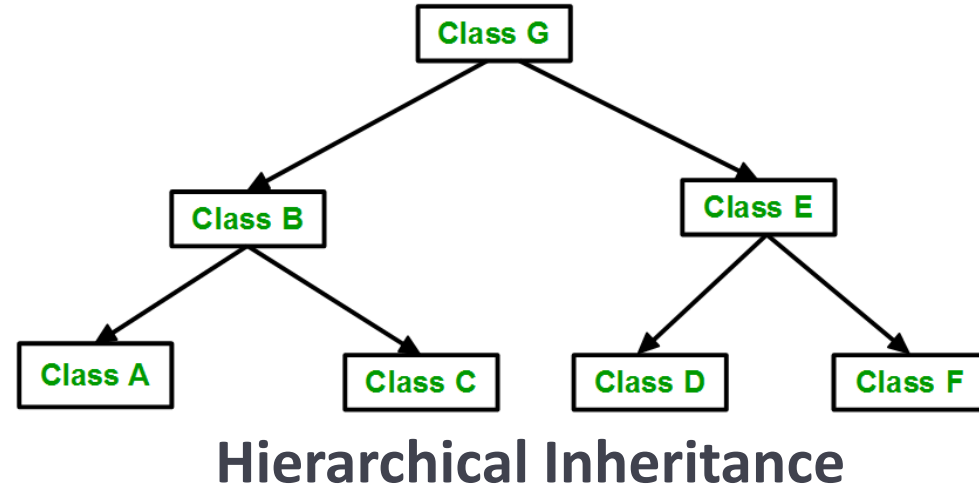 Class G
Class B
Class E
Class A
Class C
Class D
Class F
Hierarchical Inheritance